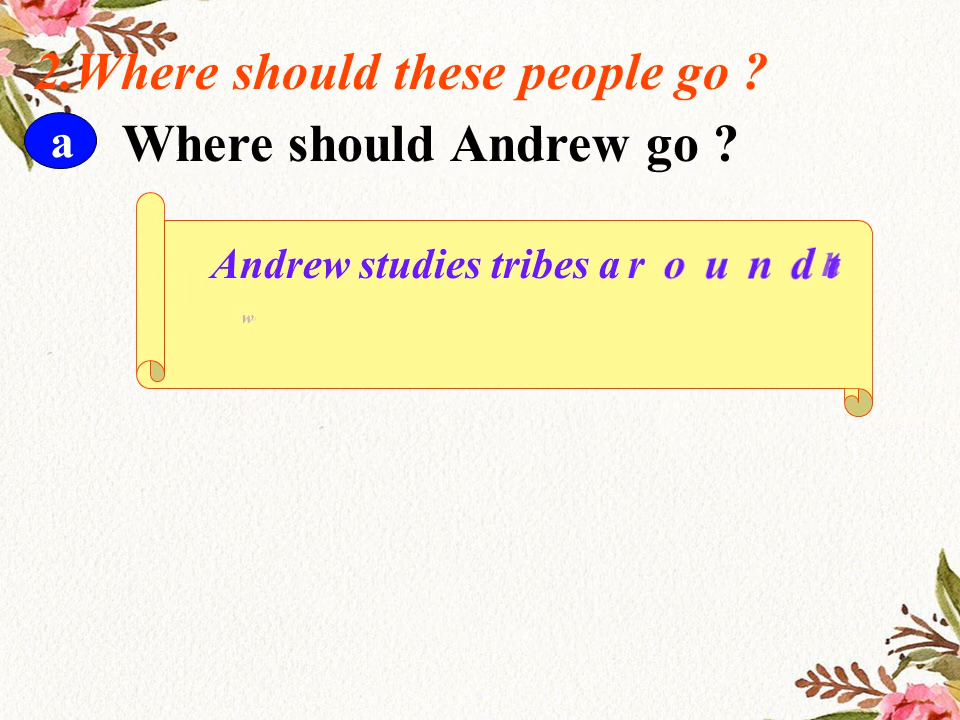 2.Where should these people go ?
a Where should Andrew go ?
Andrew studies tribes around